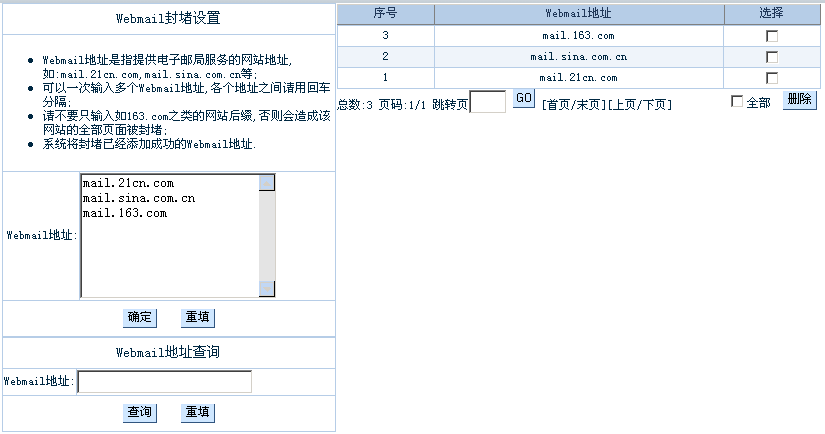 Webmail封堵设置
Webmail地址是指提供电子邮局服务的网站地址,
如:mail.21cn.com,mail.sina.com.cn等;
可以一次输入多个Webmail地址,各个地址之间请用回车
分隔;
请不要只输入如163.com之类的网站后缀,否则会造成该
网站的全部页面被封堵;
系统将封堵已经添加成功的Webmail地址.
Webmail地址:
mail.21cn.com
mail.sina.com.cn
mail.163.com
确定 重填
Webmail地址查询
Webmail地址:
查询 重填
序号 Webmail地址 选择
3 mail.163.com
2 mail.sina.com.cn
1 mail.21cn.com
总数:3 页码:1/1 跳转页 GO [首页/末页][上页/下页] 全部 删除